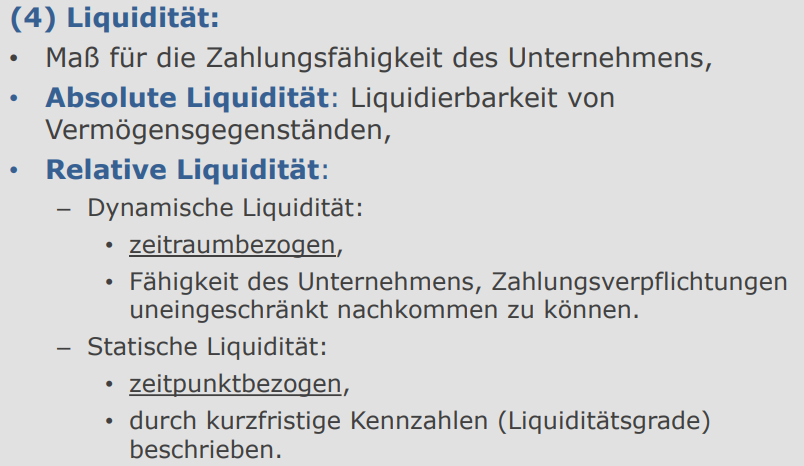 (4) Liquidität:
• Maß für die Zahlungsfähigkeit des Unternehmens,
• Absolute Liquidität: Liquidierbarkeit von
Vermögensgegenständen,
• Relative Liquidität:
– Dynamische Liquidität:
• zeitraumbezogen,
• Fähigkeit des Unternehmens, Zahlungsverpflichtungen
uneingeschränkt nachkommen zu können.
– Statische Liquidität:
• zeitpunktbezogen,
• durch kurzfristige Kennzahlen (Liquiditätsgrade)
beschrieben.